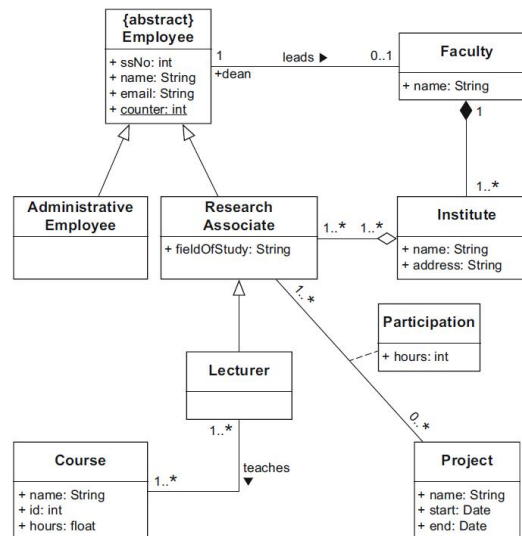 {abstract}
Employee
+ ssNo: int
+ name: String
+ email: String
+ counter: int
1
+dean
leads ▶
0..1
Faculty
+ name: String
1
1..*
Administrative
Employee
Research
Associate
+ fieldOfStudy: String
1..*
1..*
Institute
+ name: String
+ address: String
1..*
Participation
+ hours: int
Lecturer
1..*
0..*
teaches
▼
1..*
Course
+ name: String
+ id: int
+ hours: float
Project
+ name: String
+ start: Date
+ end: Date